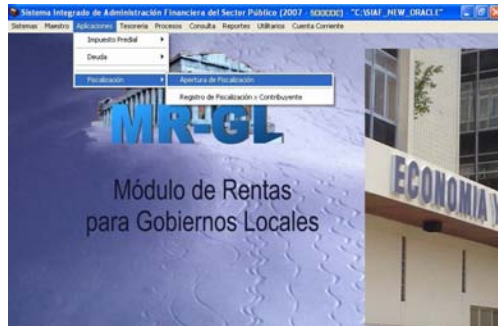 Sistema Integrado de Administración Financiera del Sector Público (2007 - "C:\SIAF_NEW_ORACLE"
Sistemas Maestro Aplicaciones Tesoreria Procesos Consulta Reportes Utilitarios Cuenta Corriente
Impuesto Predial
Deuda
Fiscalización
Apertura de Fiscalización
Registro de Fiscalización x Contribuyente
MR-GL
Módulo de Rentas
para Gobiernos Locales
ECONOMIA Y